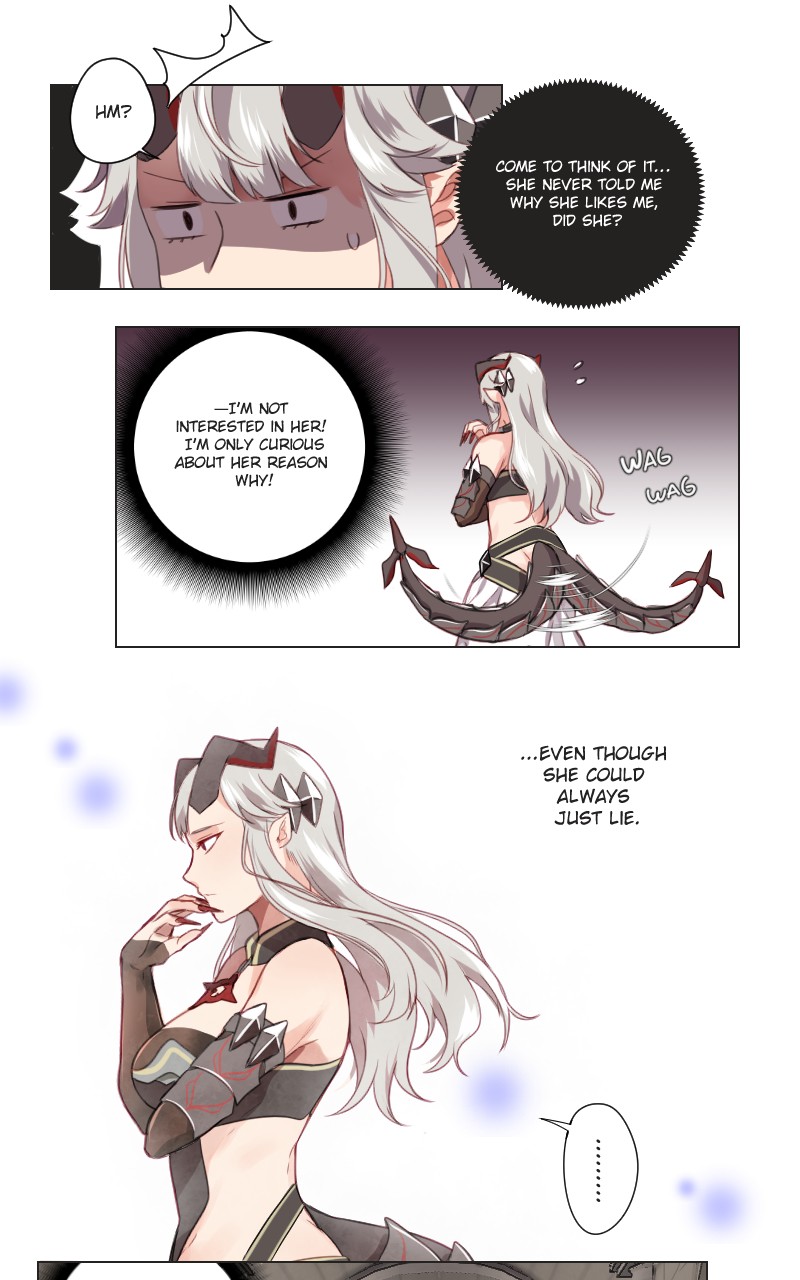 HM?
COME TO THINK OF IT...
SHE NEVER TOLD ME
WHY SHE LIKES ME,
DID SHE?
—I'M NOT
INTERESTED IN HER!
I'M ONLY CURIOUS
ABOUT HER REASON
WHY!
WAG
WAG
...EVEN THOUGH
SHE COULD
ALWAYS
JUST LIE.
.........